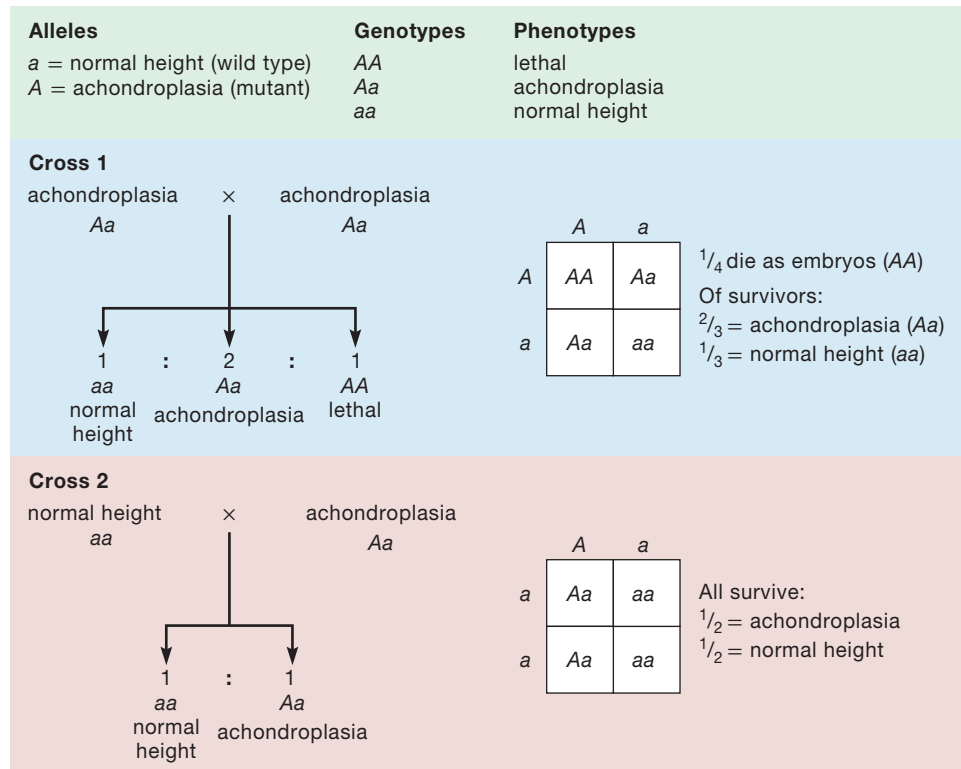 Alleles Genotypes Phenotypes
a = normal height (wild type) AA lethal
A = achondroplasia (mutant) Aa achondroplasia
aa normal height
Cross 1
achondroplasia × achondroplasia
Aa Aa
1 : 2 : 1
aa Aa AA
normal height
achondroplasia
lethal
A a
A AA Aa
a Aa aa
1/4 die as embryos (AA)
Of survivors:
2/3 = achondroplasia (Aa)
1/3 = normal height (aa)
Cross 2
normal height × achondroplasia
aa Aa
1 : 1
aa Aa
normal height
achondroplasia
A a
a Aa aa
a Aa aa
All survive:
1/2 = achondroplasia
1/2 = normal height